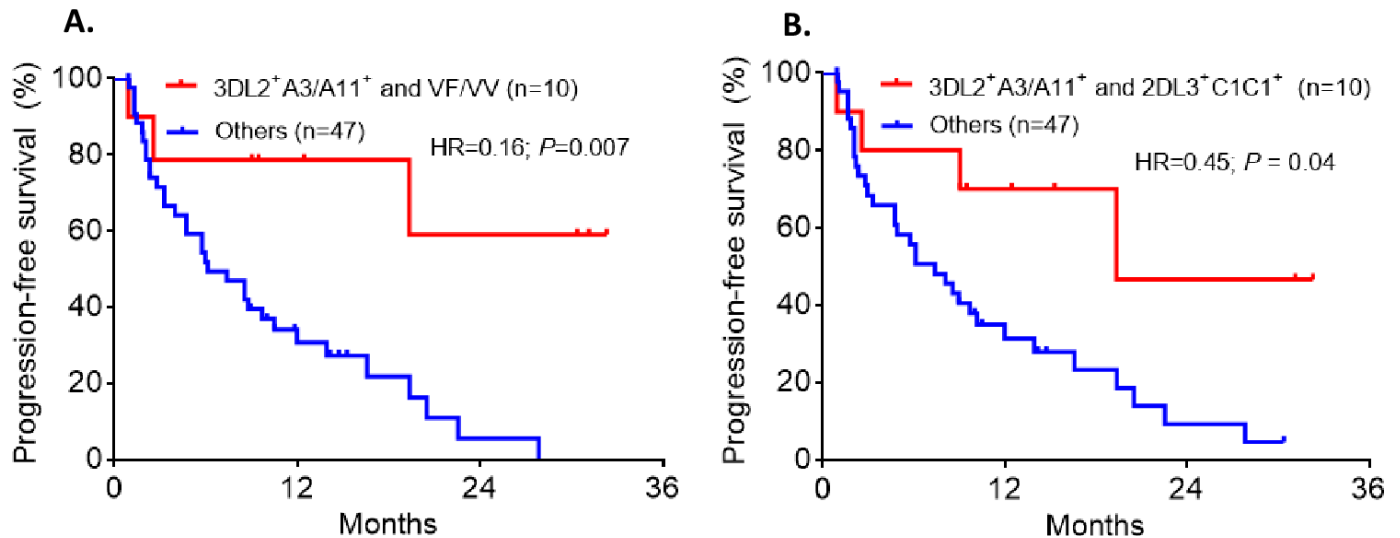 A.
Progression-free survival (%)
100
80
60
40
20
0
3DL2⁺A3/A11⁺ and VF/VV (n=10)
Others (n=47)
HR=0.16; P=0.007
0 12 24 36
Months
B.
Progression-free survival (%)
100
80
60
40
20
0
3DL2⁺A3/A11⁺ and 2DL3⁺C1C1⁺ (n=10)
Others (n=47)
HR=0.45; P = 0.04
0 12 24 36
Months